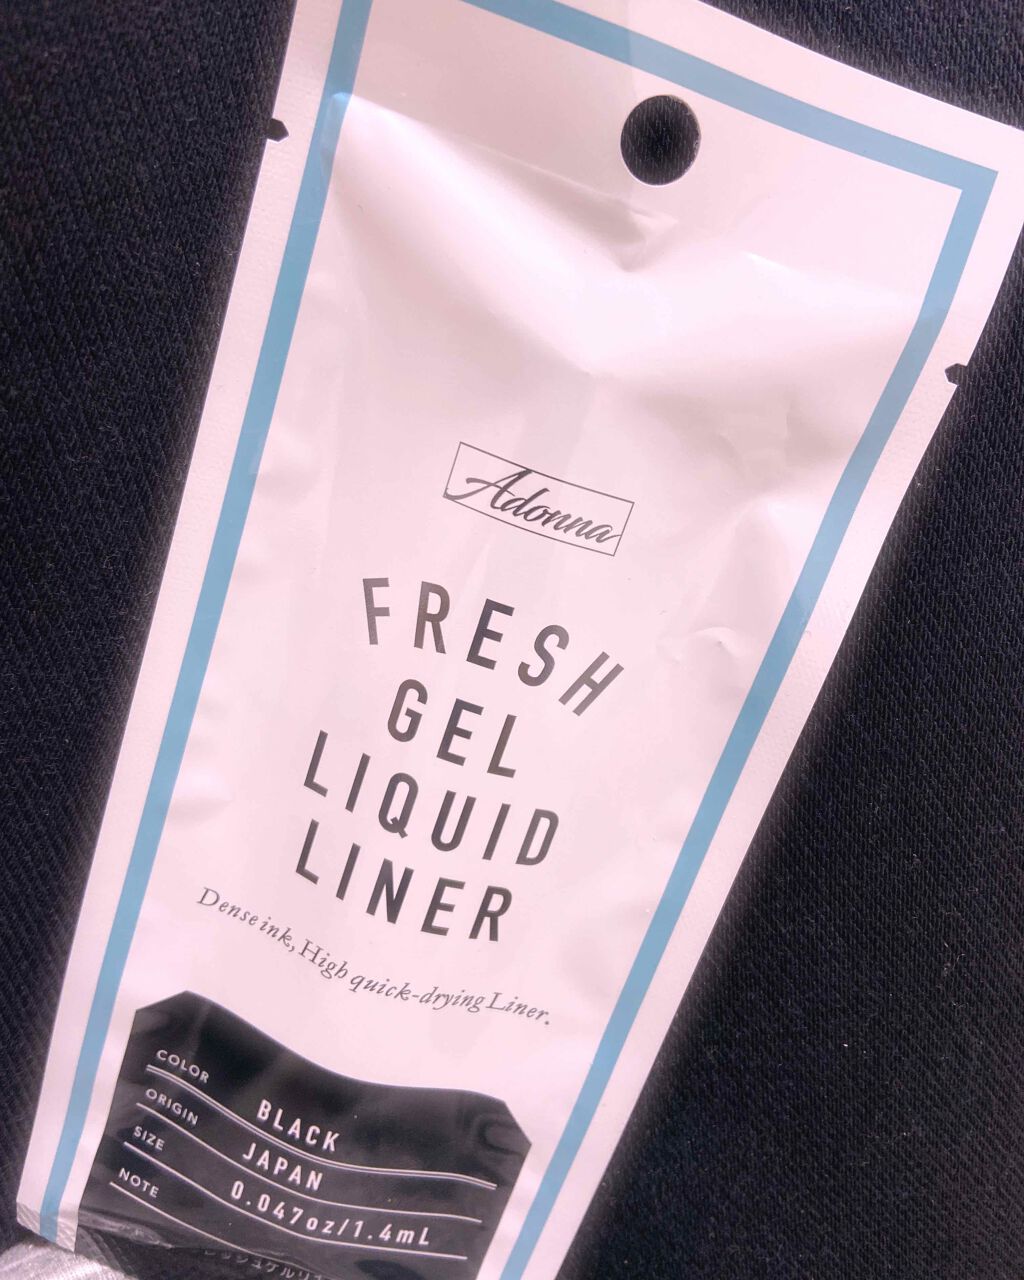 Adonna
FRESH
GEL
LIQUID
LINER
Dense ink, High quick-drying Liner.
COLOR BLACK
ORIGIN JAPAN
SIZE 0.047oz/1.4mL
NOTE